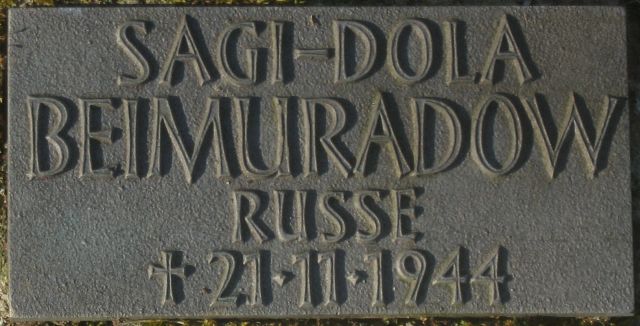 SAGI-DOLA
BEIMURADOW
RUSSE
✝ 21·11·1944